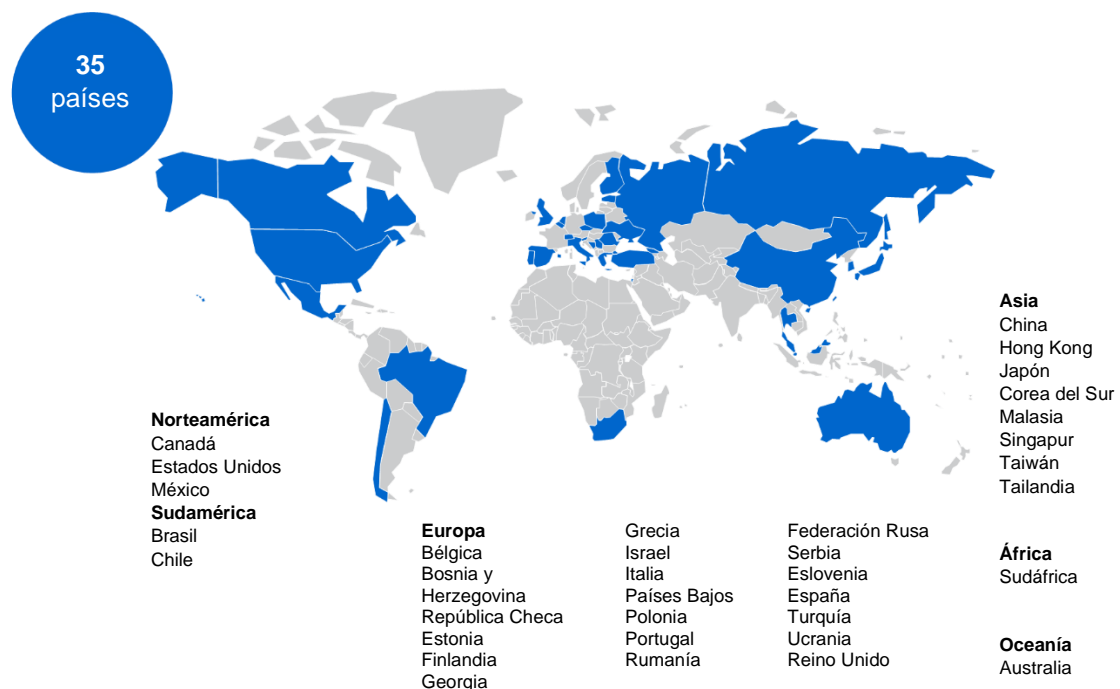 35
países
Norteamérica
Canadá
Estados Unidos
México
Sudamérica
Brasil
Chile
Europa
Bélgica
Bosnia y
Herzegovina
República Checa
Estonia
Finlandia
Georgia
Grecia
Israel
Italia
Países Bajos
Polonia
Portugal
Rumanía
Federación Rusa
Serbia
Eslovenia
España
Turquía
Ucrania
Reino Unido
Asia
China
Hong Kong
Japón
Corea del Sur
Malasia
Singapur
Taiwán
Tailandia
África
Sudáfrica
Oceanía
Australia